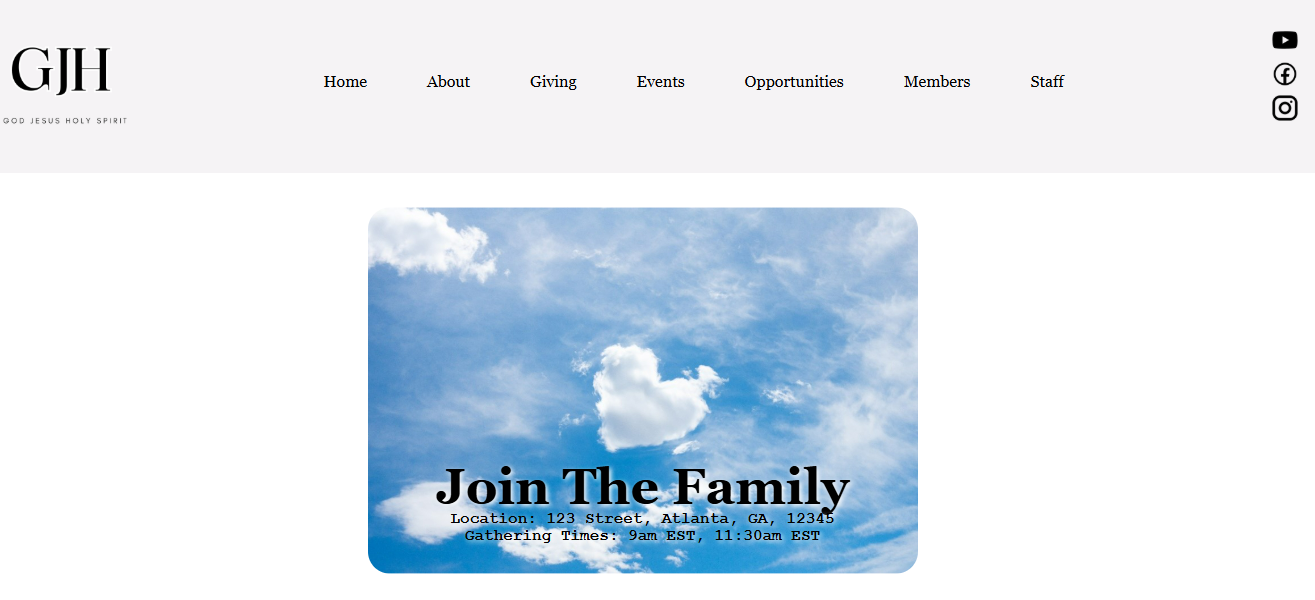 GJH
GOD JESUS HOLY SPIRIT
Home About Giving Events Opportunities Members Staff
Join The Family
Location: 123 Street, Atlanta, GA, 12345
Gathering Times: 9am EST, 11:30am EST